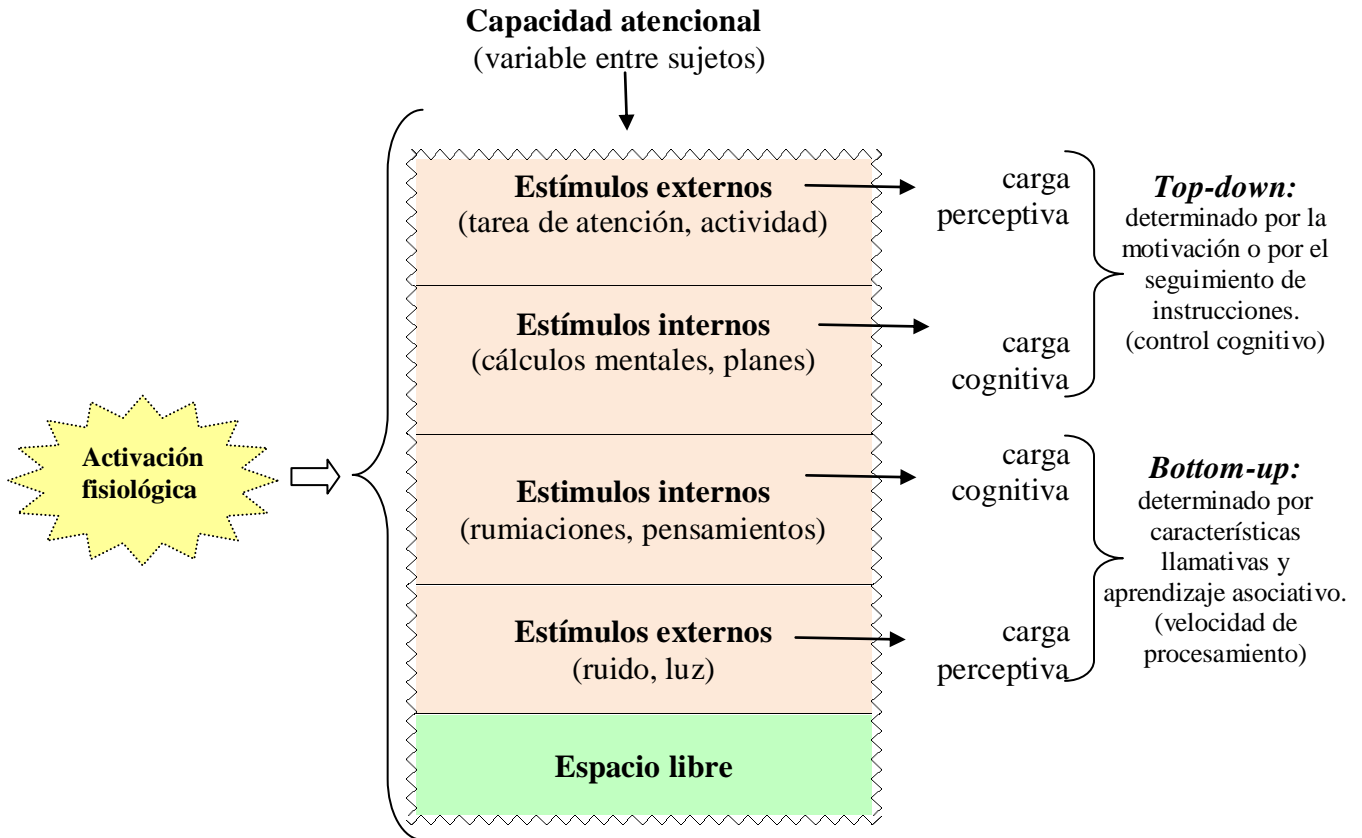 Capacidad atencional
(variable entre sujetos)
Estímulos externos
(tarea de atención, actividad)
carga
perceptiva
Top-down:
determinado por la
motivación o por el
seguimiento de
instrucciones.
(control cognitivo)
Estímulos internos
(cálculos mentales, planes)
carga
cognitiva
Activación
fisiológica
Estimulos internos
(rumiaciones, pensamientos)
carga
cognitiva
Bottom-up:
determinado por
características
llamativas y
aprendizaje asociativo.
(velocidad de
procesamiento)
Estímulos externos
(ruido, luz)
carga
perceptiva
Espacio libre